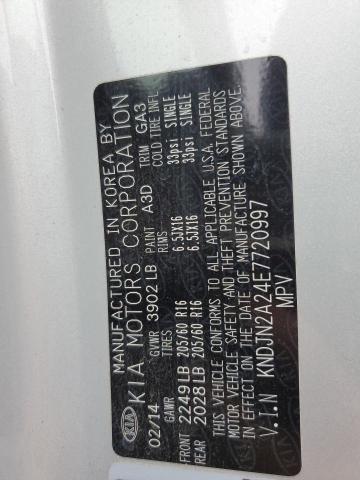 MANUFACTURED IN KOREA BY
KIA KIA MOTORS CORPORATION
02/14 GVWR 3902 LB PAINT A3D TRIM GA3
GAWR TIRES RIMS COLD TIRE INFL
FRONT 2249 LB 205/60 R16 6.5JX16 33psi SINGLE
REAR 2028 LB 205/60 R16 6.5JX16 33psi SINGLE
THIS VEHICLE CONFORMS TO ALL APPLICABLE U.S.A. FEDERAL
MOTOR VEHICLE SAFETY AND THEFT PREVENTION STANDARDS
IN EFFECT ON THE DATE OF MANUFACTURE SHOWN ABOVE.
V.I.N KNDJN2A24E7720997
MPV